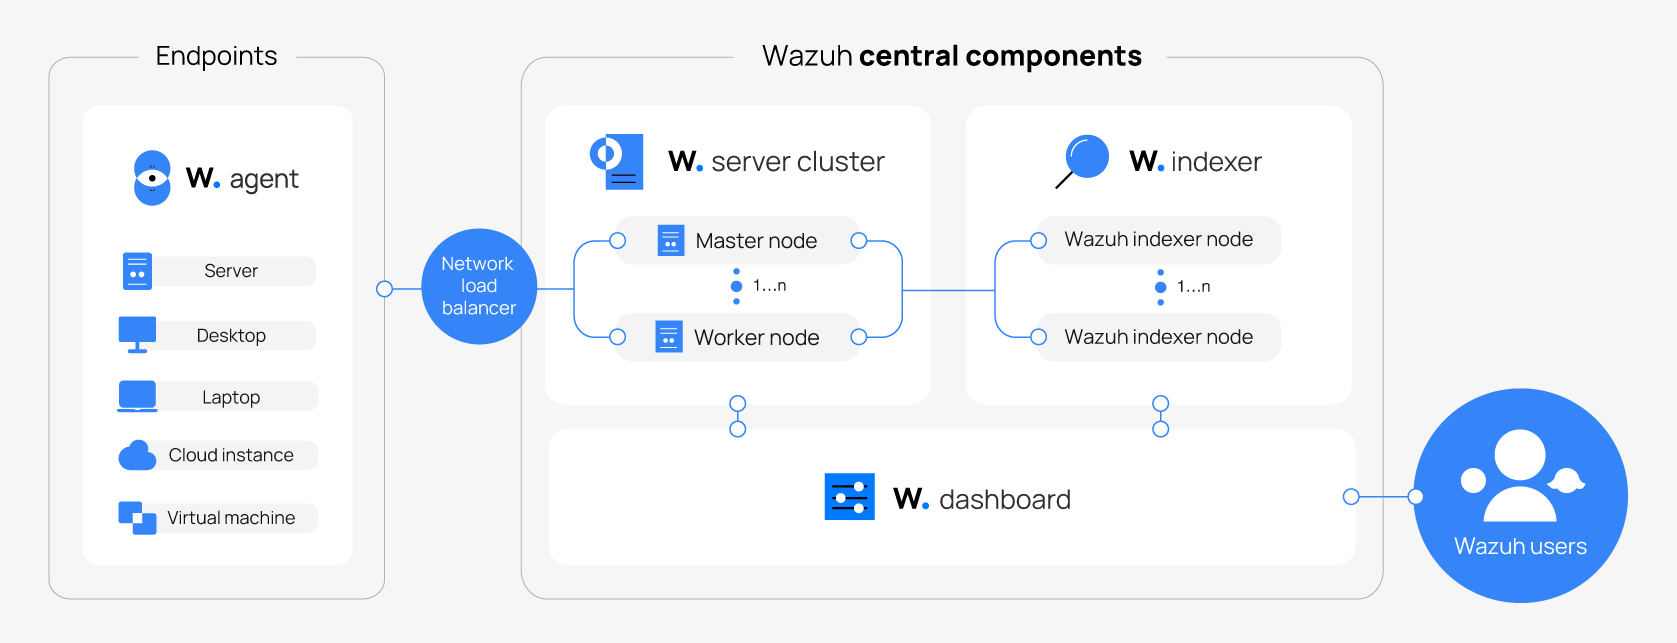 Endpoints
W. agent
Server
Desktop
Laptop
Cloud instance
Virtual machine
Network
load
balancer
Wazuh central components
W. server cluster
Master node
1...n
Worker node
W. indexer
Wazuh indexer node
1...n
Wazuh indexer node
W. dashboard
Wazuh users